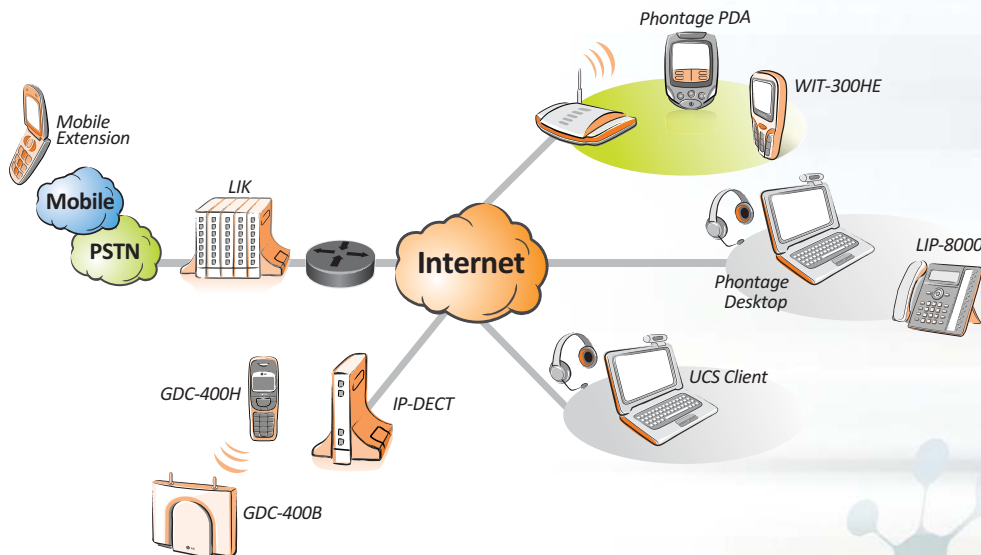 Phontage PDA
WIT-300HE
Mobile
Extension
LIK
Mobile
PSTN
Internet
LIP-8000
Phontage
Desktop
UCS Client
GDC-400H
IP-DECT
GDC-400B